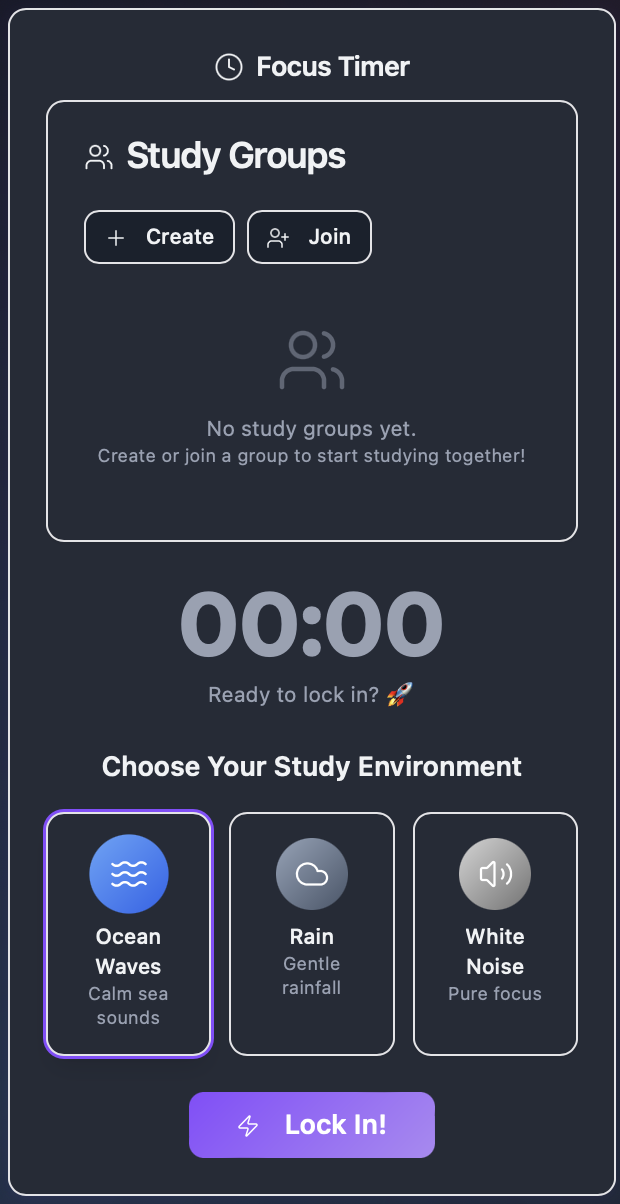 Focus Timer
Study Groups
Create
Join
No study groups yet.
Create or join a group to start studying together!
00:00
Ready to lock in? 🚀
Choose Your Study Environment
Ocean
Waves
Calm sea
sounds
Rain
Gentle
rainfall
White
Noise
Pure focus
Lock In!